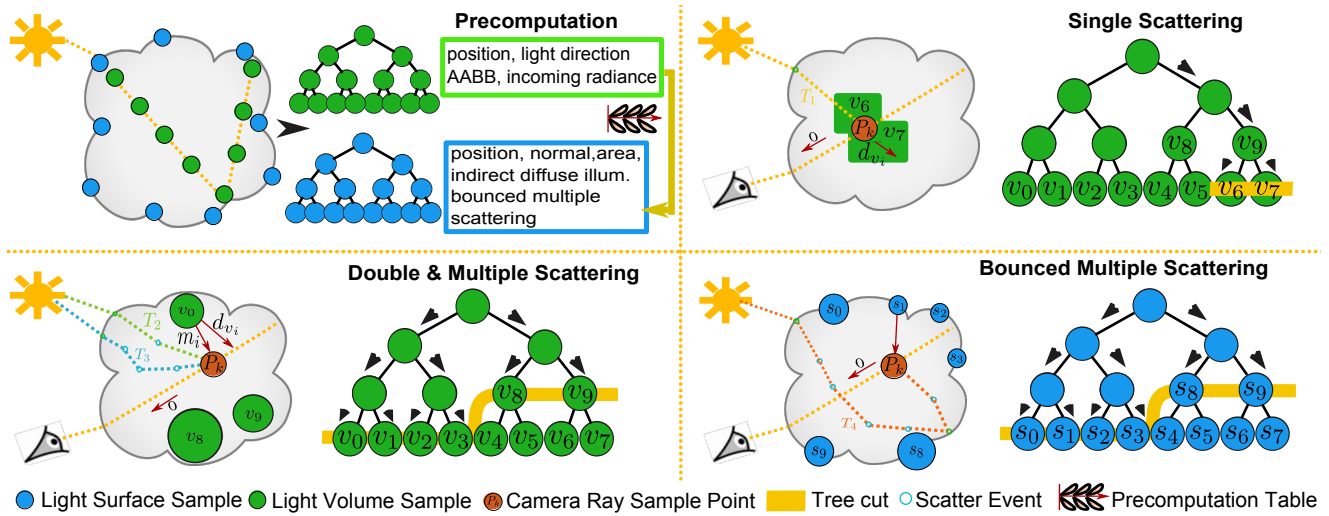 Precomputation
position, light direction
AABB, incoming radiance
position, normal,area,
indirect diffuse illum.
bounced multiple
scattering
Single Scattering
T1
v6
Pk
v7
o
dvi
v8
v9
v0 v1 v2 v3 v4 v5 v6 v7
Double & Multiple Scattering
v0
T2
dvi
mi
T3
Pk
o
v9
v8
v8 v9
v0 v1 v2 v3 v4 v5 v6 v7
Bounced Multiple Scattering
s0
s1
s2
s3
o
Pk
T4
s9
s8
s8 s9
s0 s1 s2 s3 s4 s5 s6 s7
Light Surface Sample Light Volume Sample Pk Camera Ray Sample Point Tree cut Scatter Event Precomputation Table